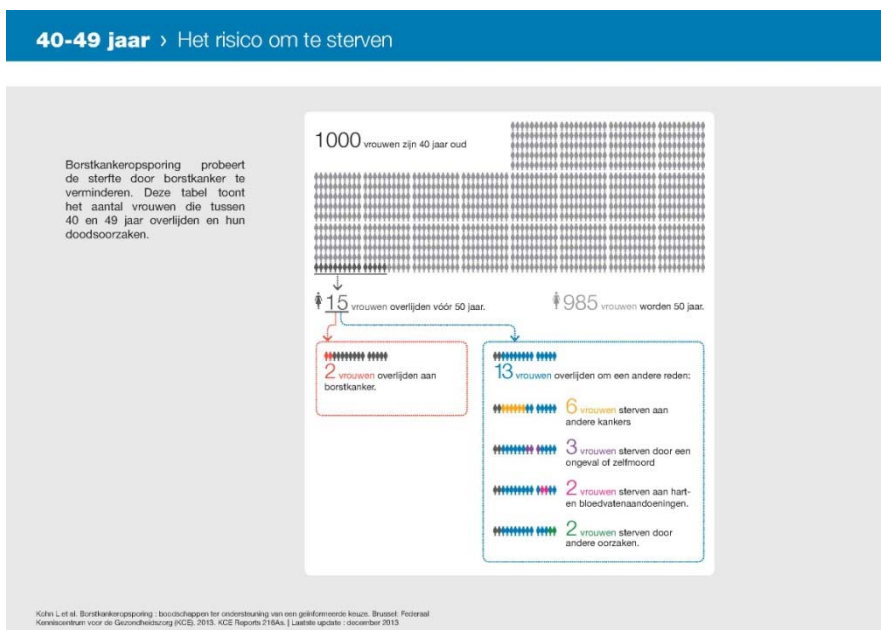 40-49 jaar › Het risico om te sterven
Borstkankeropsporing probeert
de sterfte door borstkanker te
verminderen. Deze tabel toont
het aantal vrouwen die tussen
40 en 49 jaar overlijden en hun
doodsoorzaken.
1000 vrouwen zijn 40 jaar oud
15 vrouwen overlijden vóór 50 jaar.
985 vrouwen worden 50 jaar.
2 vrouwen overlijden aan
borstkanker.
13 vrouwen overlijden om een andere reden:
6 vrouwen sterven aan
andere kankers
3 vrouwen sterven door een
ongeval of zelfmoord
2 vrouwen sterven aan hart-
en bloedvatenaandoeningen.
2 vrouwen sterven door
andere oorzaken.
Kohn L et al. Borstkankeropsporing : boodschappen ter ondersteuning van een geïnformeerde keuze. Brussel: Federaal
Kenniscentrum voor de Gezondheidszorg (KCE). 2013. KCE Reports 216As. | Laatste update : december 2013